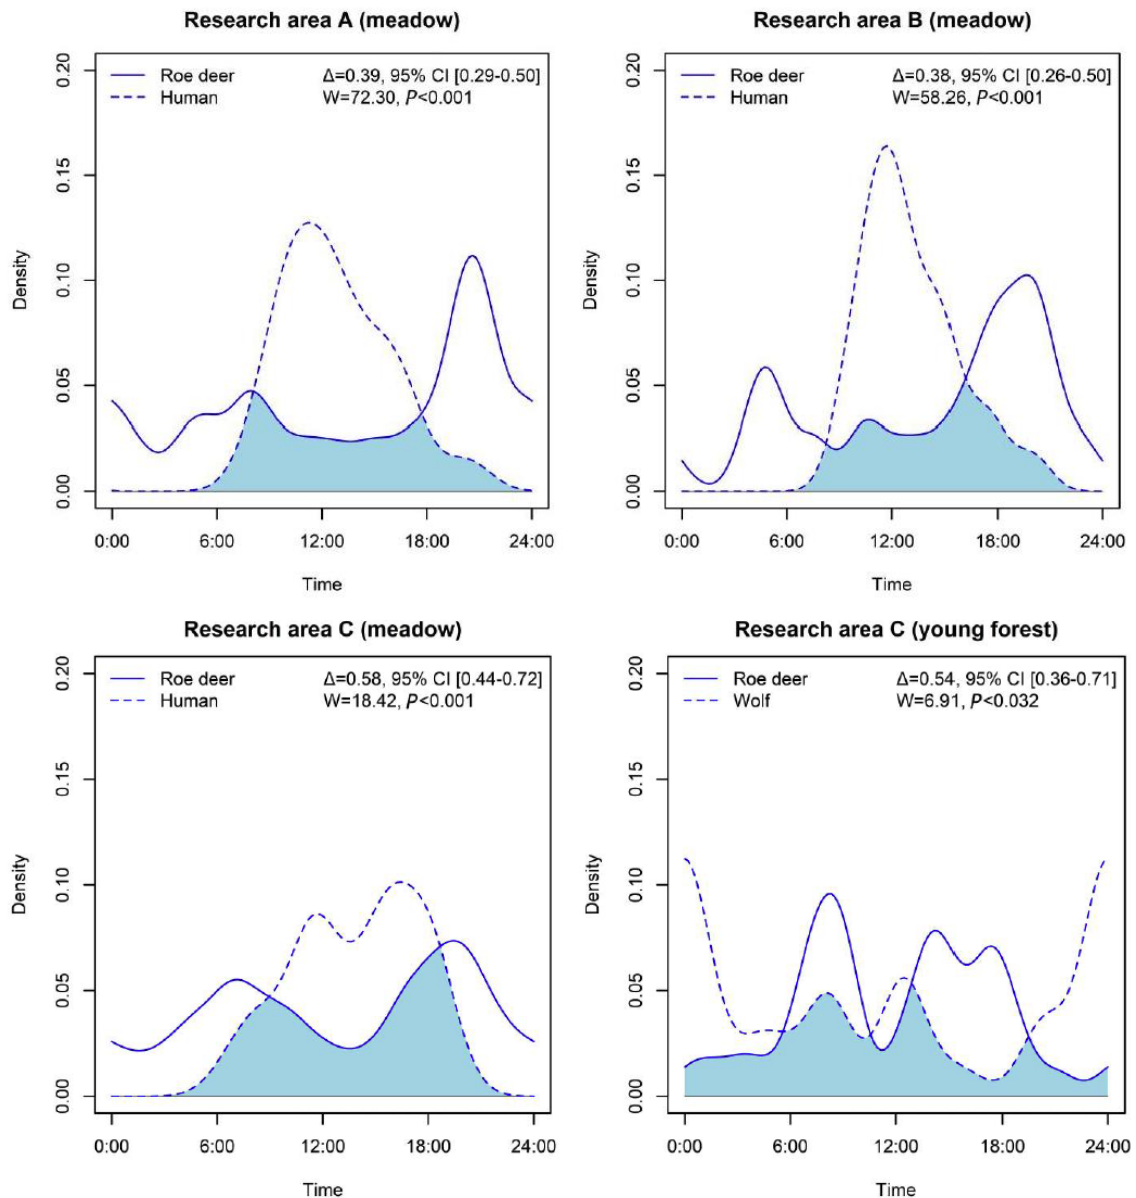 Research area A (meadow)
Roe deer
Human
Δ=0.39, 95% CI [0.29-0.50]
W=72.30, P<0.001
Density
0.20
0.15
0.10
0.05
0.00
0:00 6:00 12:00 18:00 24:00
Time
Research area B (meadow)
Roe deer
Human
Δ=0.38, 95% CI [0.26-0.50]
W=58.26, P<0.001
Density
0.20
0.15
0.10
0.05
0.00
0:00 6:00 12:00 18:00 24:00
Time
Research area C (meadow)
Roe deer
Human
Δ=0.58, 95% CI [0.44-0.72]
W=18.42, P<0.001
Density
0.20
0.15
0.10
0.05
0.00
0:00 6:00 12:00 18:00 24:00
Time
Research area C (young forest)
Roe deer
Wolf
Δ=0.54, 95% CI [0.36-0.71]
W=6.91, P<0.032
Density
0.20
0.15
0.10
0.05
0.00
0:00 6:00 12:00 18:00 24:00
Time